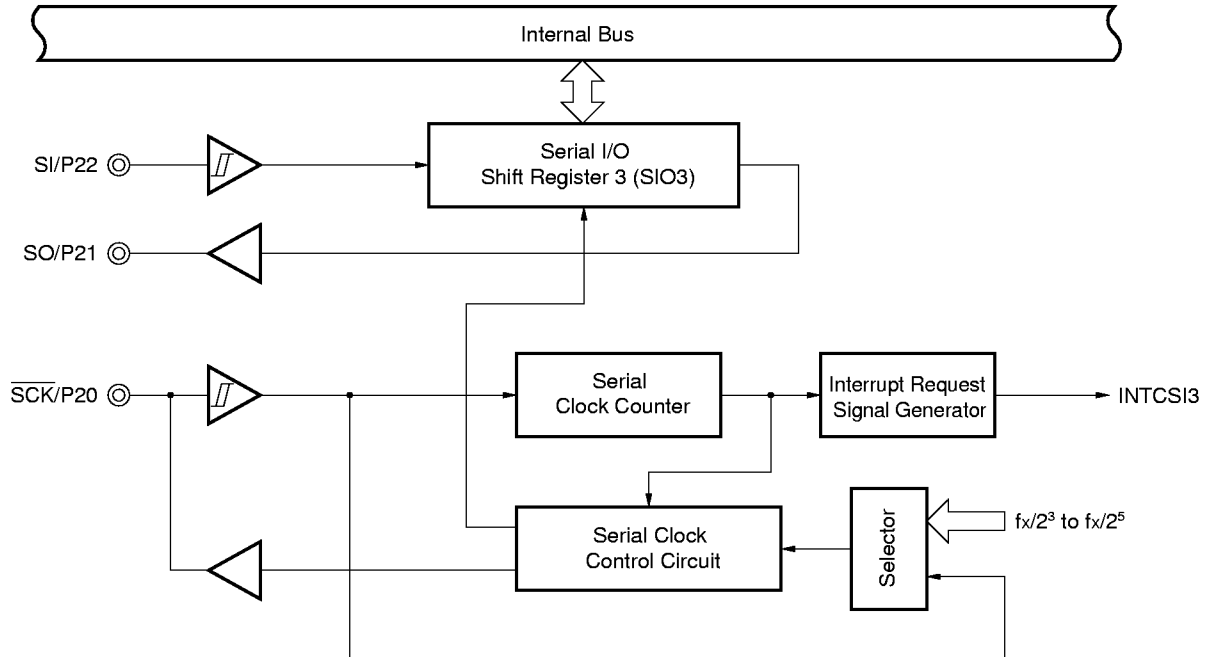 Internal Bus
SI/P22
Serial I/O
Shift Register 3 (SIO3)
SO/P21
SCK/P20
Serial
Clock Counter
Interrupt Request
Signal Generator
INTCSI3
Serial Clock
Control Circuit
Selector
fx/2³ to fx/2⁵